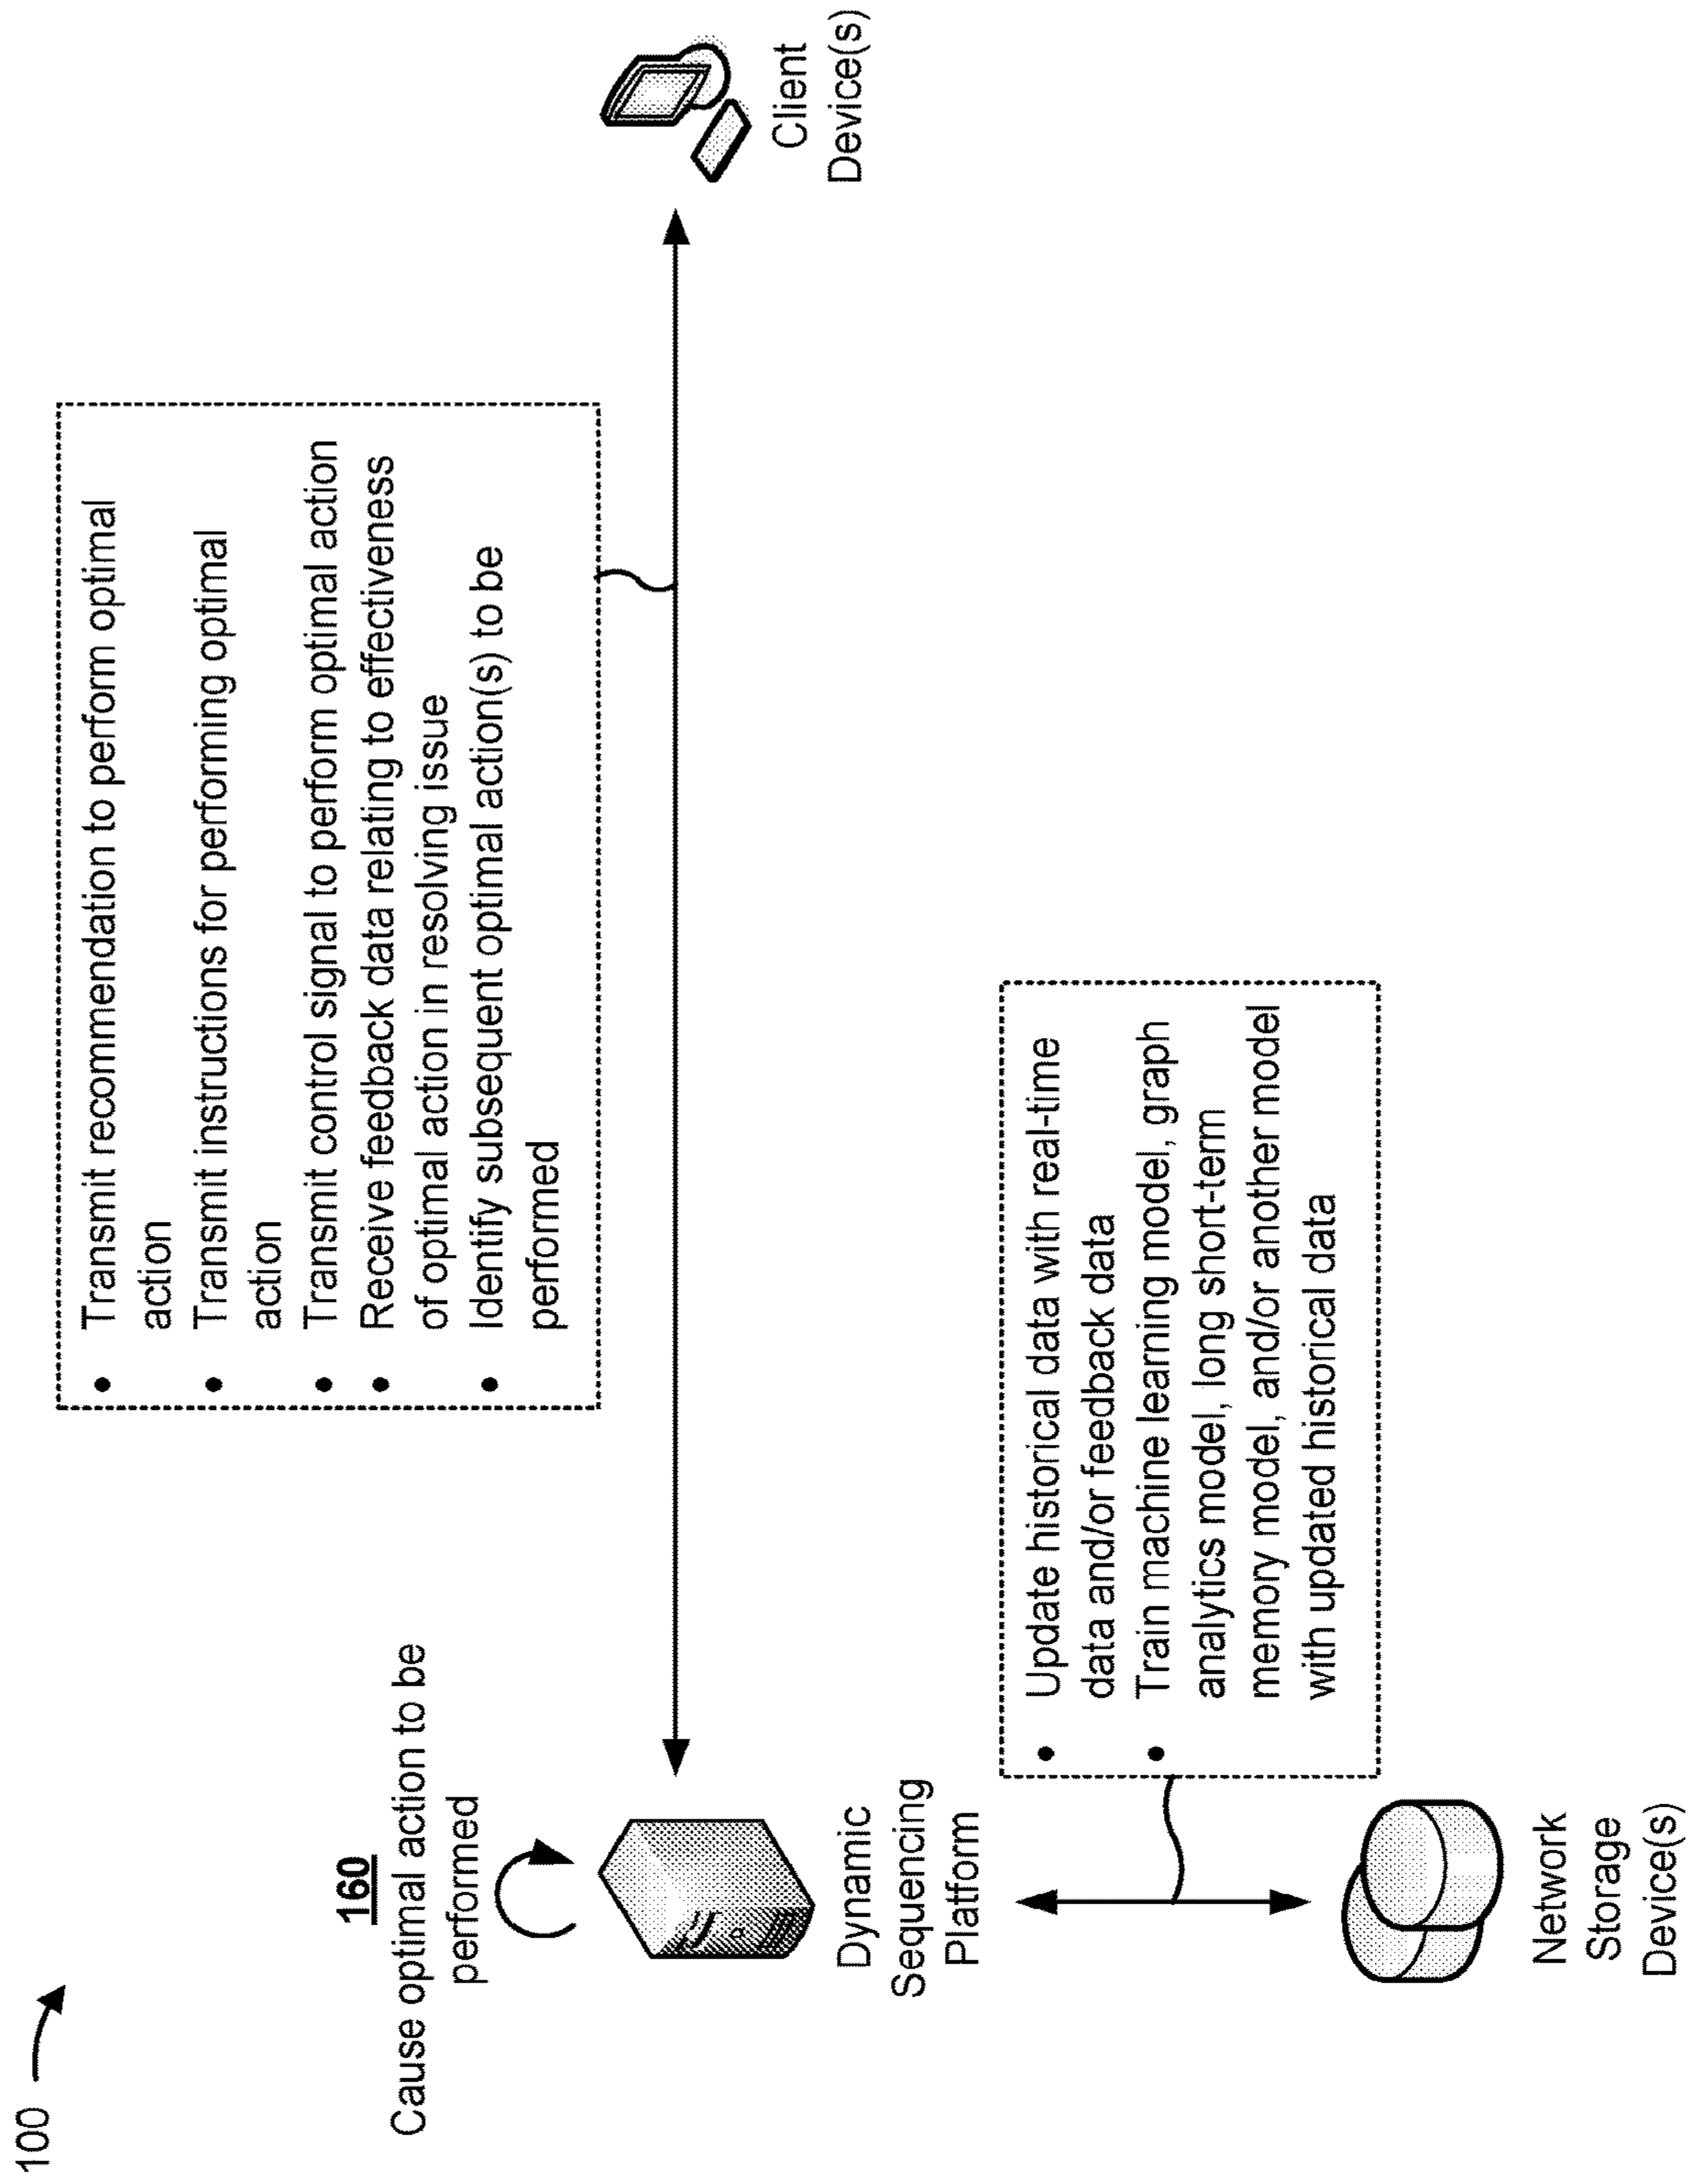 100
160
Cause optimal action to be
performed
• Transmit recommendation to perform optimal
action
• Transmit instructions for performing optimal
action
• Transmit control signal to perform optimal action
• Receive feedback data relating to effectiveness
of optimal action in resolving issue
• Identify subsequent optimal action(s) to be
performed
Dynamic
Sequencing
Platform
Client
Device(s)
• Update historical data with real-time
data and/or feedback data
• Train machine learning model, graph
analytics model, long short-term
memory model, and/or another model
with updated historical data
Network
Storage
Device(s)